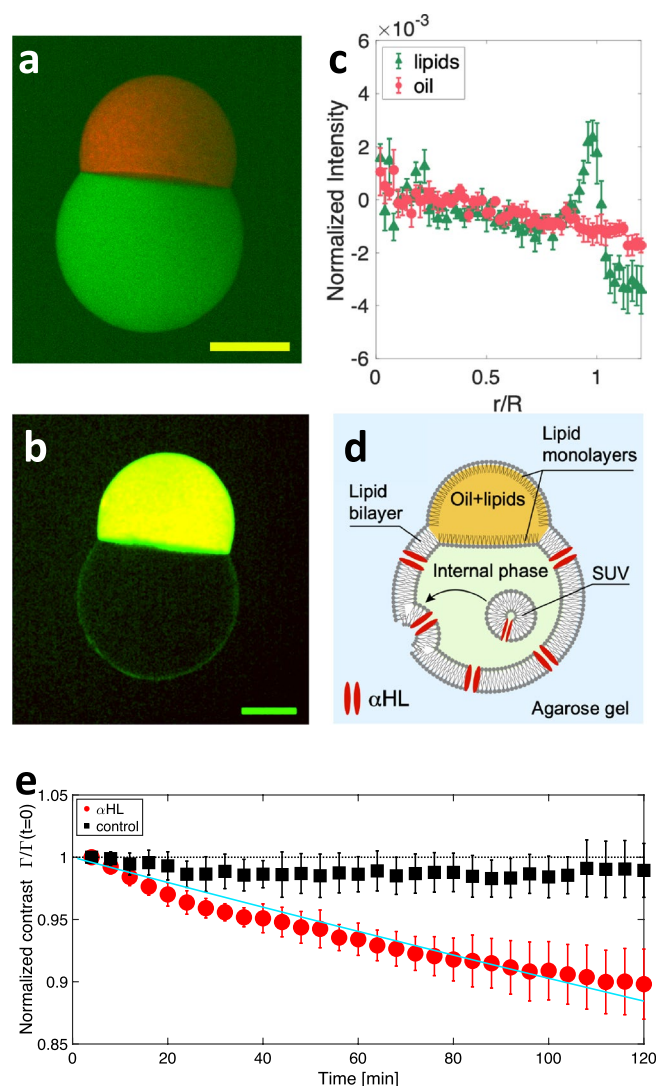 a
c
×10⁻³
6
4
2
0
-2
-4
-6
lipids
oil
Normalized Intensity
0
0.5
1
r/R
b
d
Lipid
monolayers
Lipid
bilayer
Oil+lipids
Internal phase
SUV
αHL
Agarose gel
e
1.05
1
0.95
0.9
0.85
αHL
control
Normalized contrast Γ/Γ(t=0)
0
20
40
60
80
100
120
Time [min]